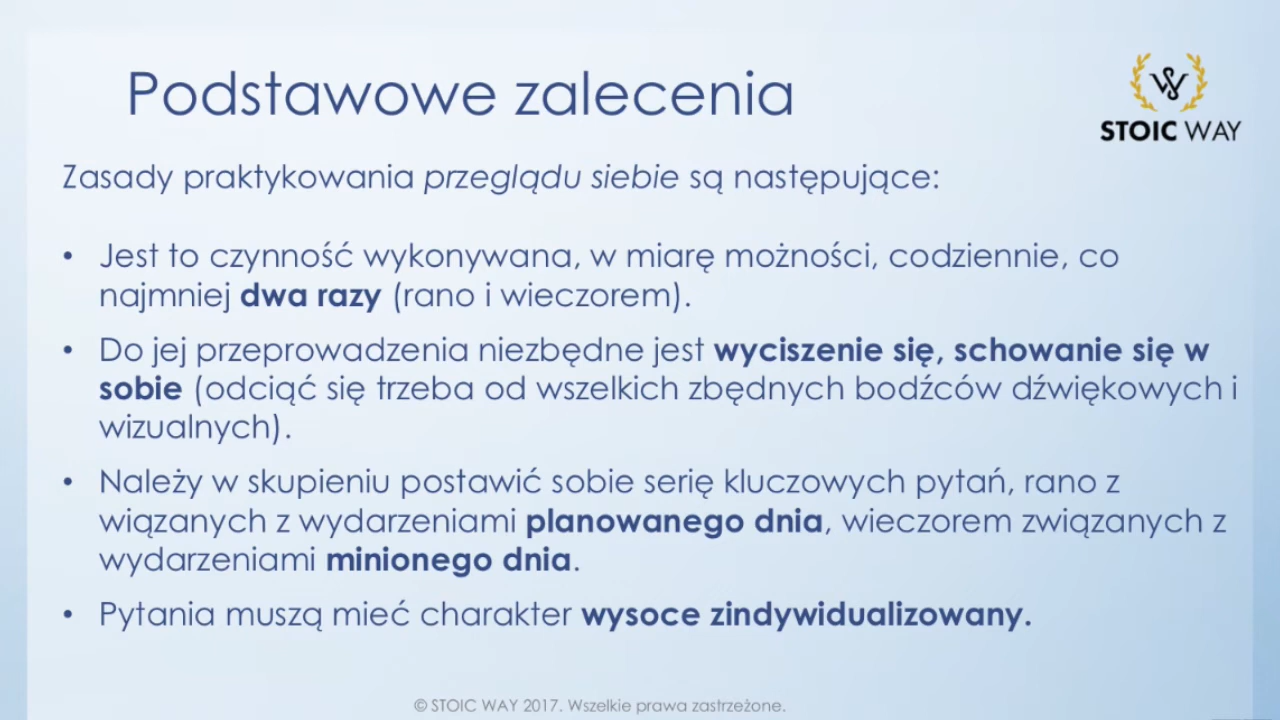 Podstawowe zalecenia
STOIC WAY
Zasady praktykowania przeglądu siebie są następujące:
• Jest to czynność wykonywana, w miarę możności, codziennie, co
najmniej dwa razy (rano i wieczorem).
• Do jej przeprowadzenia niezbędne jest wyciszenie się, schowanie się w
sobie (odciąć się trzeba od wszelkich zbędnych bodźców dźwiękowych i
wizualnych).
• Należy w skupieniu postawić sobie serię kluczowych pytań, rano z
wiązanych z wydarzeniami planowanego dnia, wieczorem związanych z
wydarzeniami minionego dnia.
• Pytania muszą mieć charakter wysoce zindywidualizowany.
© STOIC WAY 2017. Wszelkie prawa zastrzeżone.